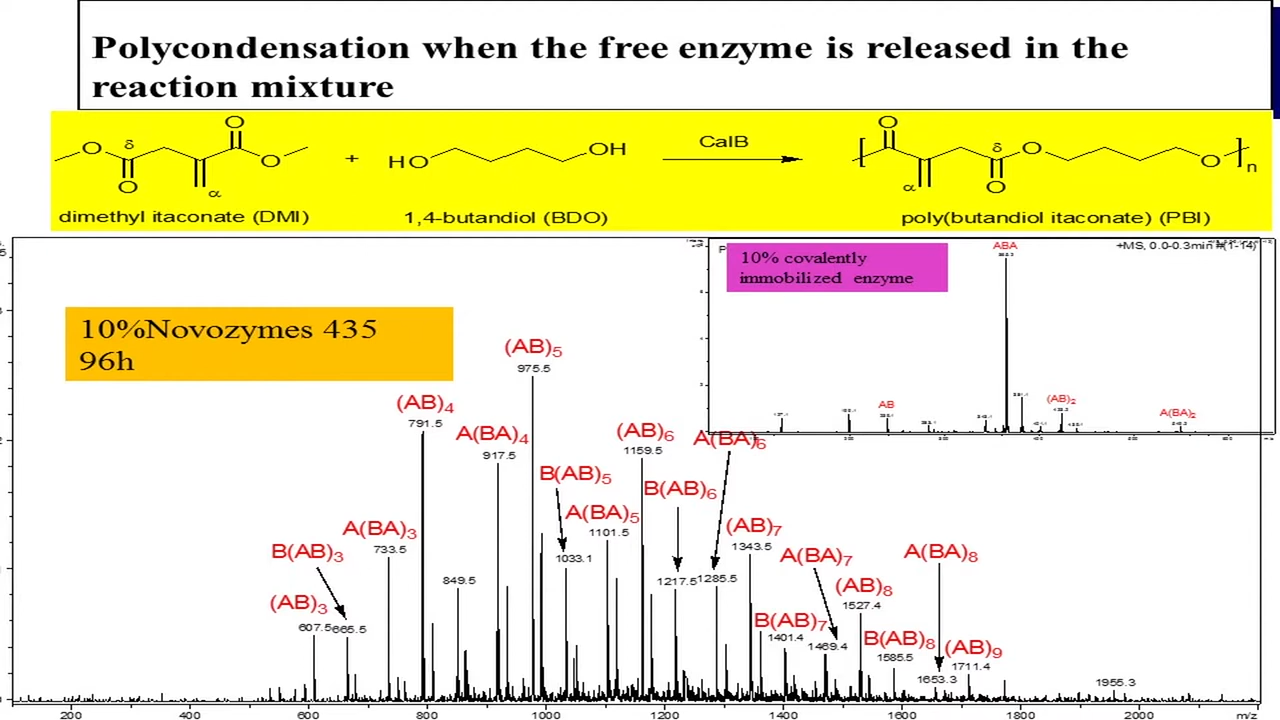 Polycondensation when the free enzyme is released in the
reaction mixture
O O δ O O α
+
HO OH
CalB
O α δ O O O n
dimethyl itaconate (DMI)
1,4-butandiol (BDO)
poly(butandiol itaconate) (PBI)
10% covalently
immobilized enzyme
+MS, 0.0-0.3min #(1-14)
ABA
AB
(AB)2
A(BA)2
10%Novozymes 435
96h
(AB)5
975.5
(AB)4
791.5
A(BA)4
917.5
(AB)6
1159.5
A(BA)6
1285.5
B(AB)5
1033.1
B(AB)6
1217.5
A(BA)5
1101.5
A(BA)3
733.5
(AB)7
1343.5
B(AB)3
665.5
A(BA)7
1469.4
A(BA)8
1653.3
849.5
(AB)8
1527.4
(AB)3
607.5
B(AB)7
1401.4
B(AB)8
1585.5
(AB)9
1711.4
1955.3
200 400 600 800 1000 1200 1400 1600 1800 2000 m/z